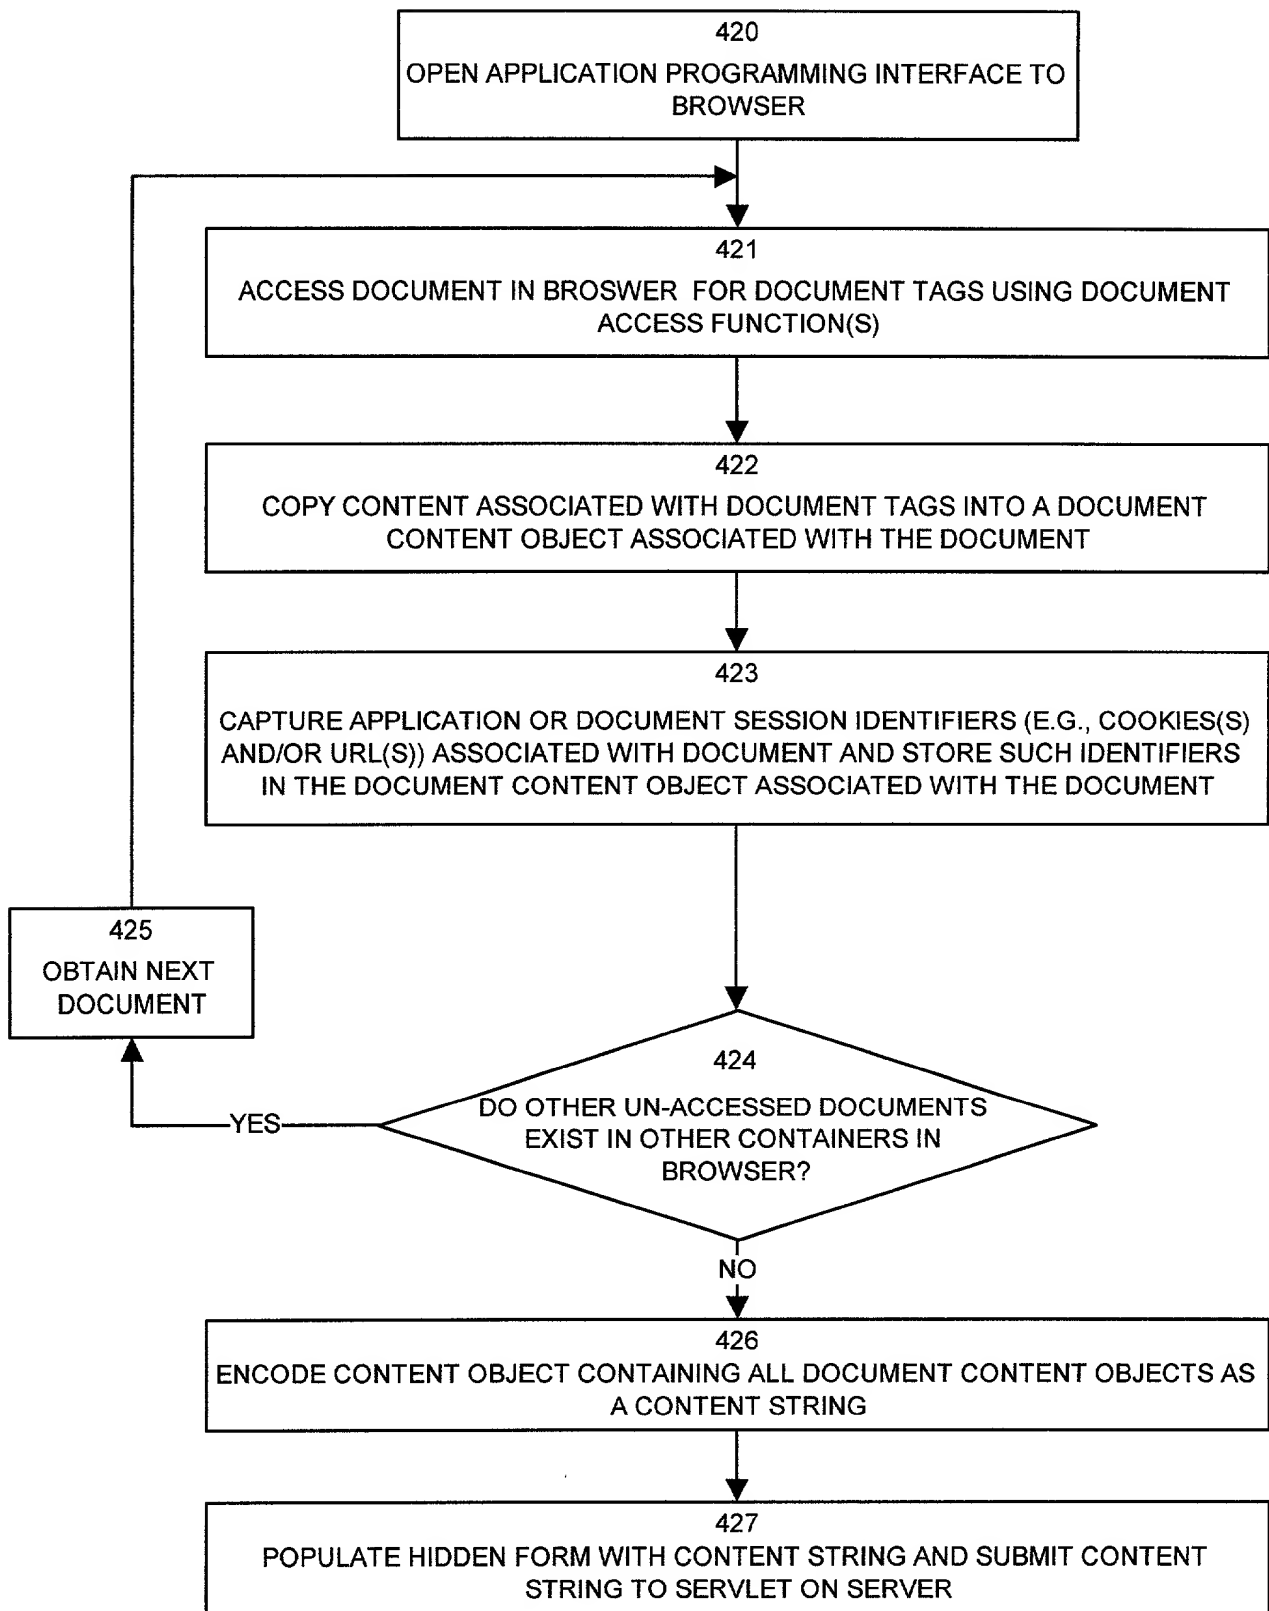 420
OPEN APPLICATION PROGRAMMING INTERFACE TO
BROWSER
421
ACCESS DOCUMENT IN BROSWER FOR DOCUMENT TAGS USING DOCUMENT
ACCESS FUNCTION(S)
422
COPY CONTENT ASSOCIATED WITH DOCUMENT TAGS INTO A DOCUMENT
CONTENT OBJECT ASSOCIATED WITH THE DOCUMENT
423
CAPTURE APPLICATION OR DOCUMENT SESSION IDENTIFIERS (E.G., COOKIES(S)
AND/OR URL(S)) ASSOCIATED WITH DOCUMENT AND STORE SUCH IDENTIFIERS
IN THE DOCUMENT CONTENT OBJECT ASSOCIATED WITH THE DOCUMENT
425
OBTAIN NEXT
DOCUMENT
424
DO OTHER UN-ACCESSED DOCUMENTS
EXIST IN OTHER CONTAINERS IN
BROWSER?
YES
NO
426
ENCODE CONTENT OBJECT CONTAINING ALL DOCUMENT CONTENT OBJECTS AS
A CONTENT STRING
427
POPULATE HIDDEN FORM WITH CONTENT STRING AND SUBMIT CONTENT
STRING TO SERVLET ON SERVER